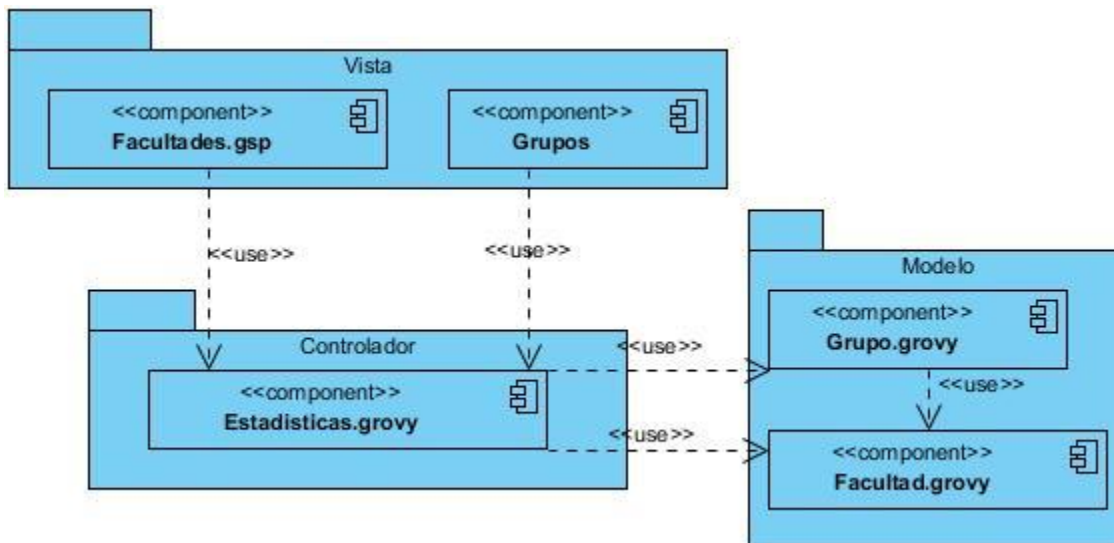 Vista
<<component>>
Facultades.gsp
<<component>>
Grupos
<<use>>
<<use>>
Modelo
<<component>>
Grupo.grovy
Controlador
<<use>>
<<component>>
Estadisticas.grovy
<<use>>
<<use>>
<<component>>
Facultad.grovy